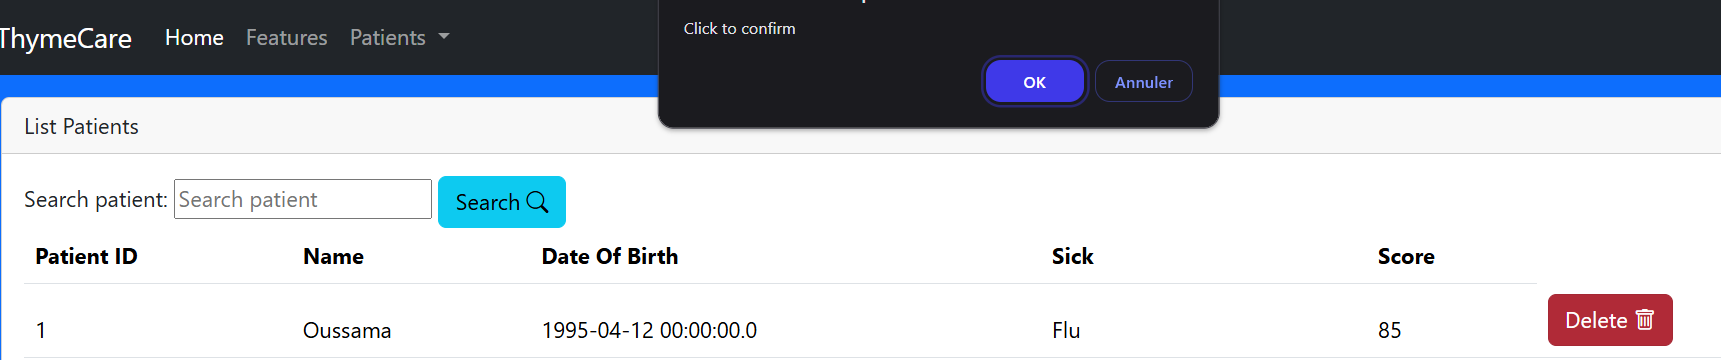 ThymeCare Home Features Patients
Click to confirm
OK Annuler
List Patients
Search patient: Search patient Search
Patient ID Name Date Of Birth Sick Score
1 Oussama 1995-04-12 00:00:00.0 Flu 85 Delete